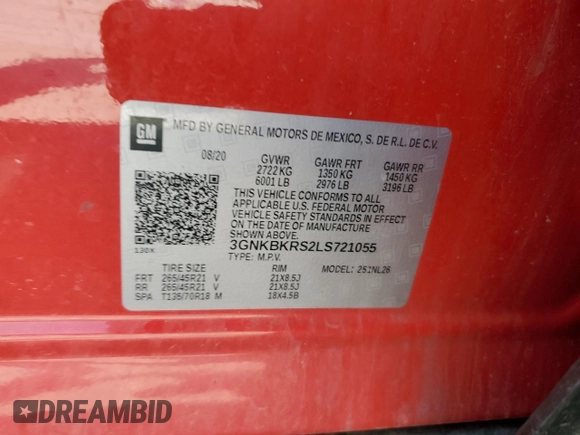 GM
MFD BY GENERAL MOTORS DE MEXICO, S. DE R.L. DE C.V.
08/20 GVWR GAWR FRT GAWR RR
2722 KG 1350 KG 1450 KG
6001 LB 2976 LB 3196 LB
THIS VEHICLE CONFORMS TO ALL
APPLICABLE U.S. FEDERAL MOTOR
VEHICLE SAFETY STANDARDS IN EFFECT
ON THE DATE OF MANUFACTURE
SHOWN ABOVE.
3GNKBKRS2LS721055
TYPE: M.P.V. MODEL: 2S1NL26
TIRE SIZE RIM
FRT 265/45R21 V 21X8.5J
RR 265/45R21 V 21X8.5J
SPA T135/70R18 M 18X4.5B
DREAMBID